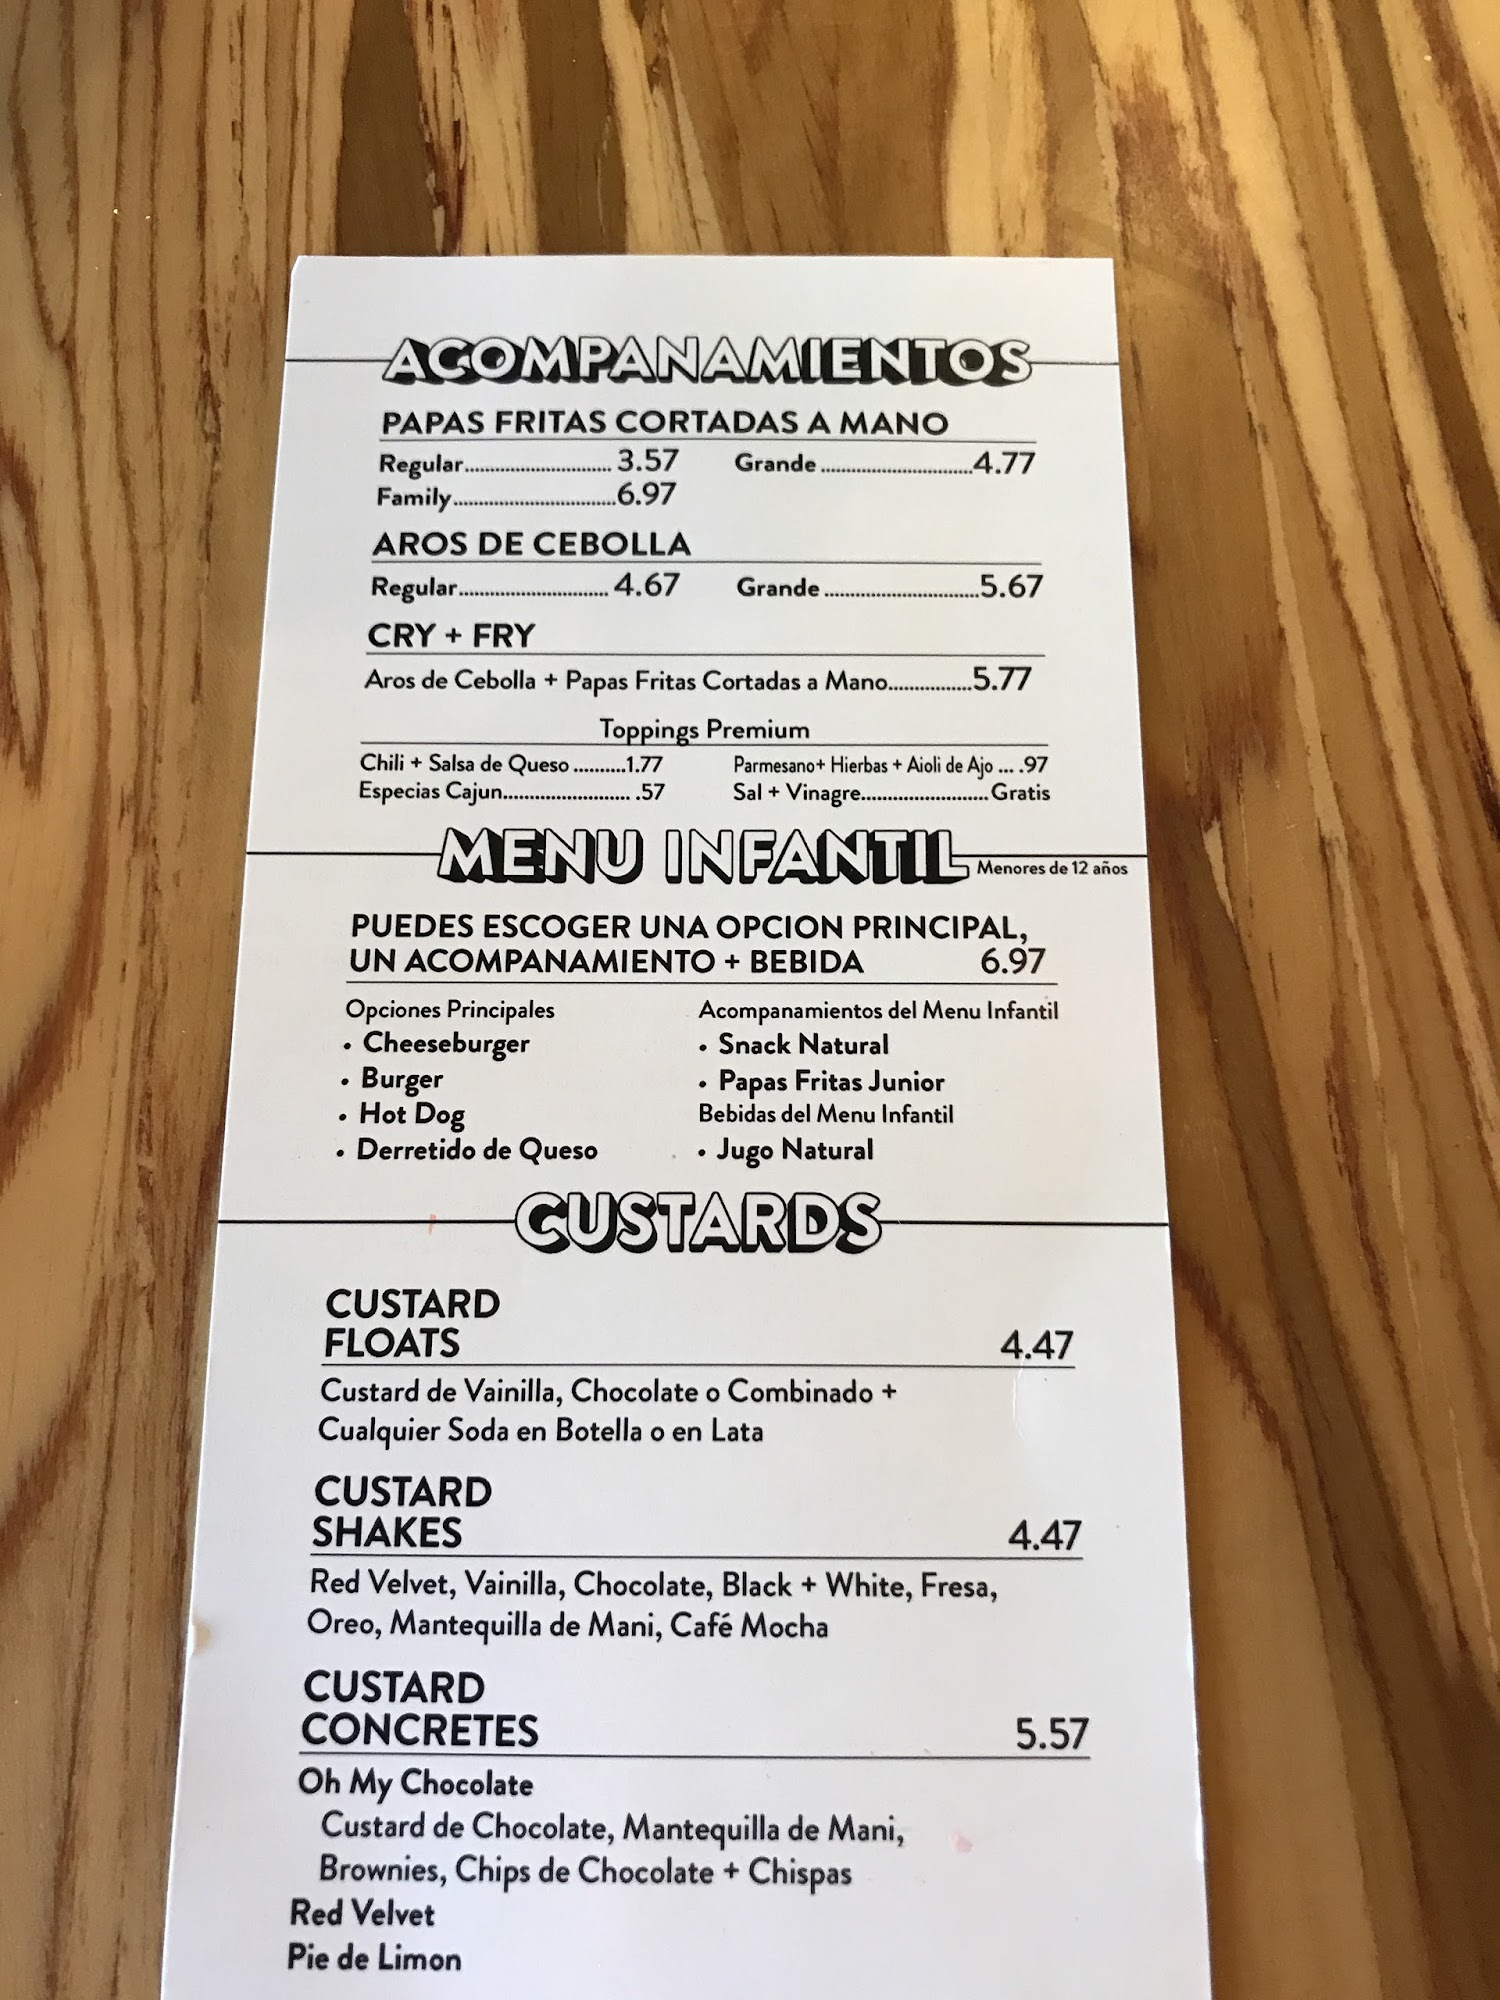 ACOMPANAMIENTOS
PAPAS FRITAS CORTADAS A MANO
Regular............................ 3.57 Grande.............................4.77
Family...............................6.97
AROS DE CEBOLLA
Regular............................. 4.67 Grande.............................5.67
CRY + FRY
Aros de Cebolla + Papas Fritas Cortadas a Mano................5.77
Toppings Premium
Chili + Salsa de Queso ..........1.77 Parmesano+ Hierbas + Aioli de Ajo ... .97
Especias Cajun......................... .57 Sal + Vinagre.........................Gratis
MENU INFANTIL Menores de 12 años
PUEDES ESCOGER UNA OPCION PRINCIPAL,
UN ACOMPANAMIENTO + BEBIDA 6.97
Opciones Principales Acompanamientos del Menu Infantil
• Cheeseburger • Snack Natural
• Burger • Papas Fritas Junior
• Hot Dog Bebidas del Menu Infantil
• Derretido de Queso • Jugo Natural
CUSTARDS
CUSTARD
FLOATS 4.47
Custard de Vainilla, Chocolate o Combinado +
Cualquier Soda en Botella o en Lata
CUSTARD
SHAKES 4.47
Red Velvet, Vainilla, Chocolate, Black + White, Fresa,
Oreo, Mantequilla de Mani, Café Mocha
CUSTARD
CONCRETES 5.57
Oh My Chocolate
Custard de Chocolate, Mantequilla de Mani,
Brownies, Chips de Chocolate + Chispas
Red Velvet
Pie de Limon